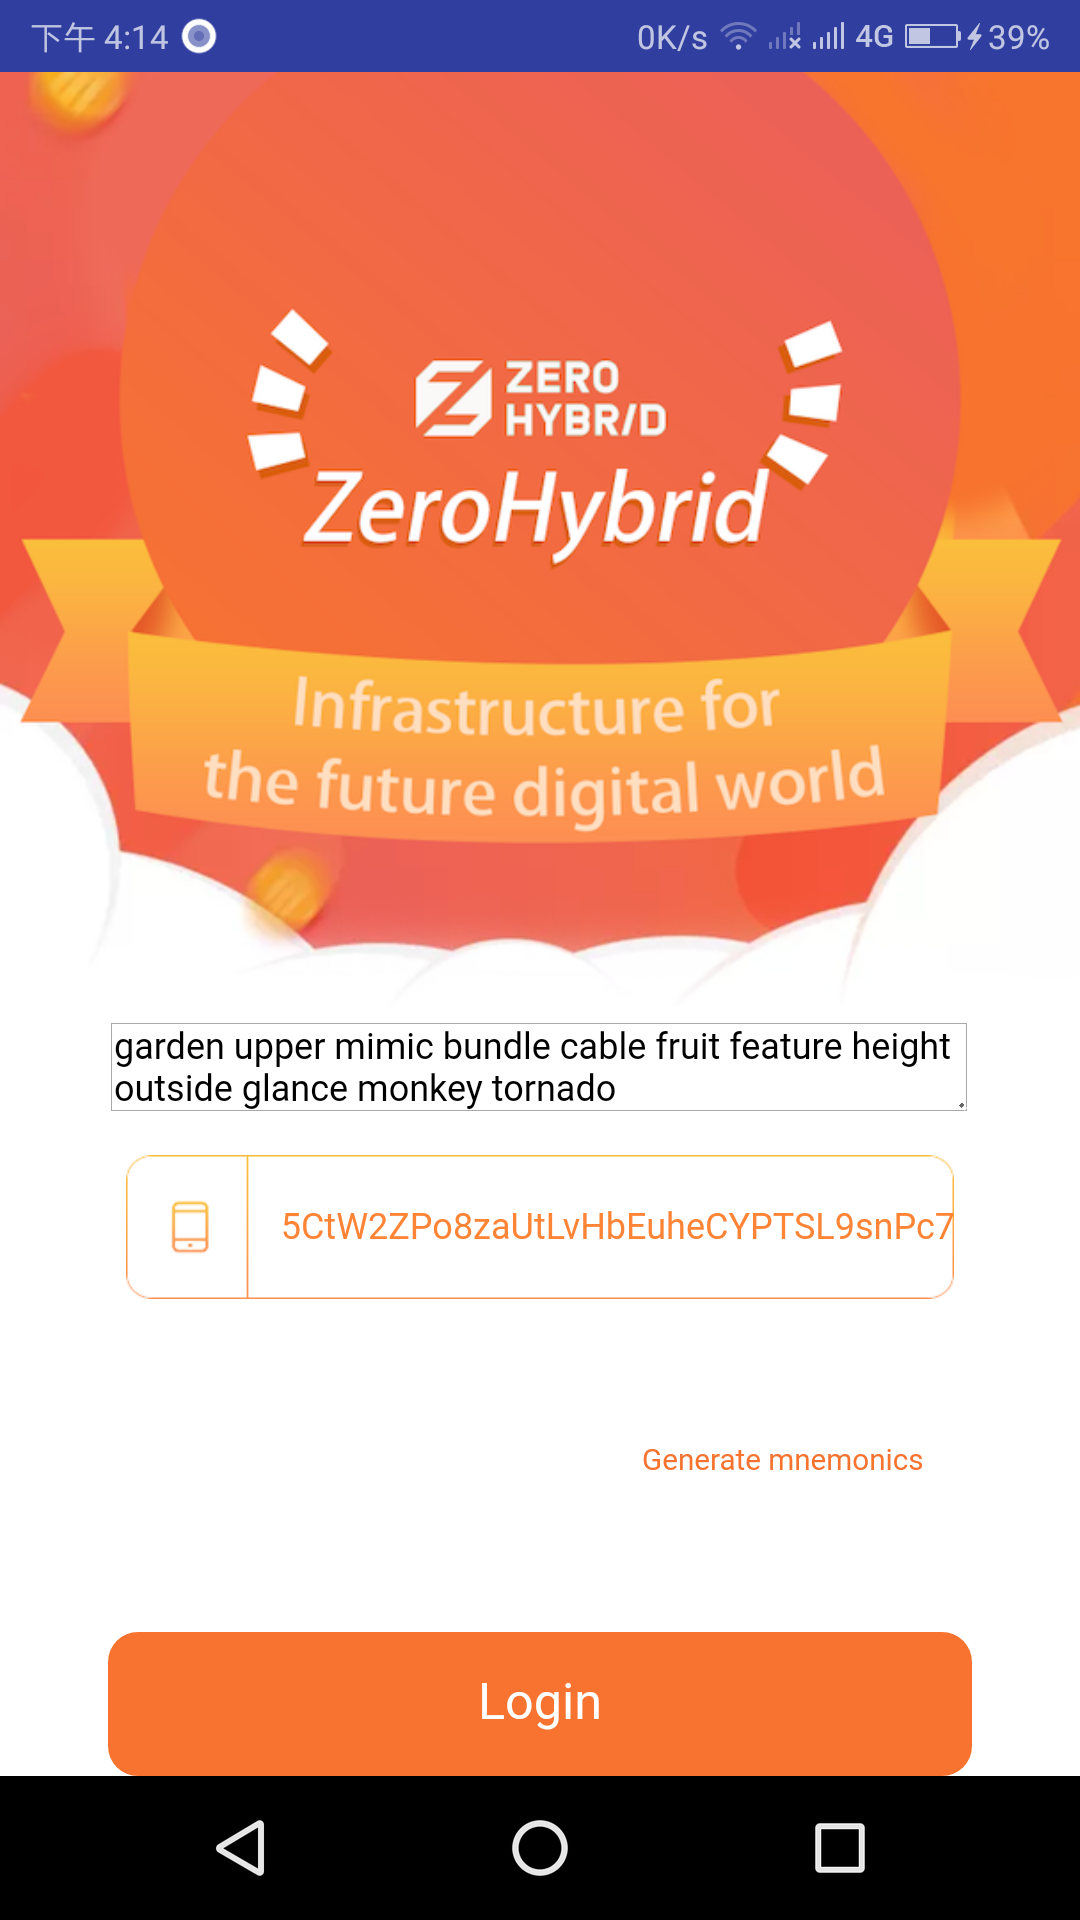 下午 4:14
0K/s 4G 39%
ZERO
HYBR/D
ZeroHybrid
Infrastructure for
the future digital world
garden upper mimic bundle cable fruit feature height
outside glance monkey tornado
5CtW2ZPo8zaUtLvHbEuheCYPTSL9snPc7
Generate mnemonics
Login